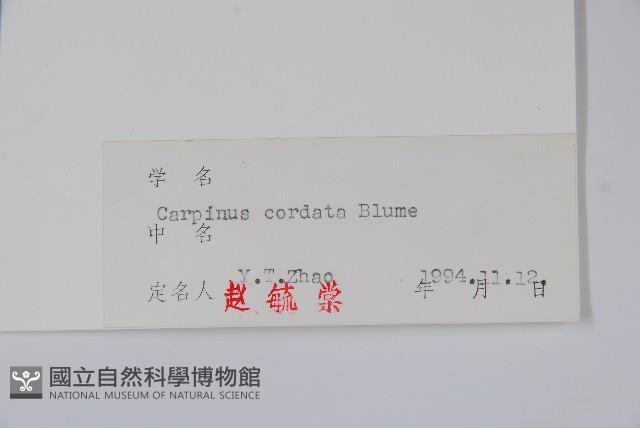 学 名
Carpinus cordata Blume
中 名
Y.T.Zhao 1994.11.12.
定名人 赵 毓 棠 年 月 日
國立自然科學博物館
NATIONAL MUSEUM OF NATURAL SCIENCE